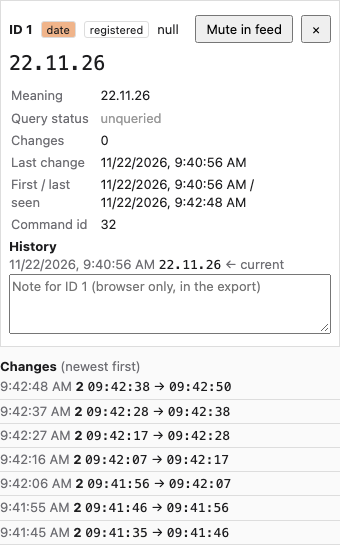 ID 1 date registered null Mute in feed ×
22.11.26
Meaning 22.11.26
Query status unqueried
Changes 0
Last change 11/22/2026, 9:40:56 AM
First / last seen 11/22/2026, 9:40:56 AM / 11/22/2026, 9:42:48 AM
Command id 32
History
11/22/2026, 9:40:56 AM 22.11.26 ← current
Note for ID 1 (browser only, in the export)
Changes (newest first)
9:42:48 AM 2 09:42:38 → 09:42:50
9:42:37 AM 2 09:42:28 → 09:42:38
9:42:27 AM 2 09:42:17 → 09:42:28
9:42:16 AM 2 09:42:07 → 09:42:17
9:42:06 AM 2 09:41:56 → 09:42:07
9:41:55 AM 2 09:41:46 → 09:41:56
9:41:45 AM 2 09:41:35 → 09:41:46